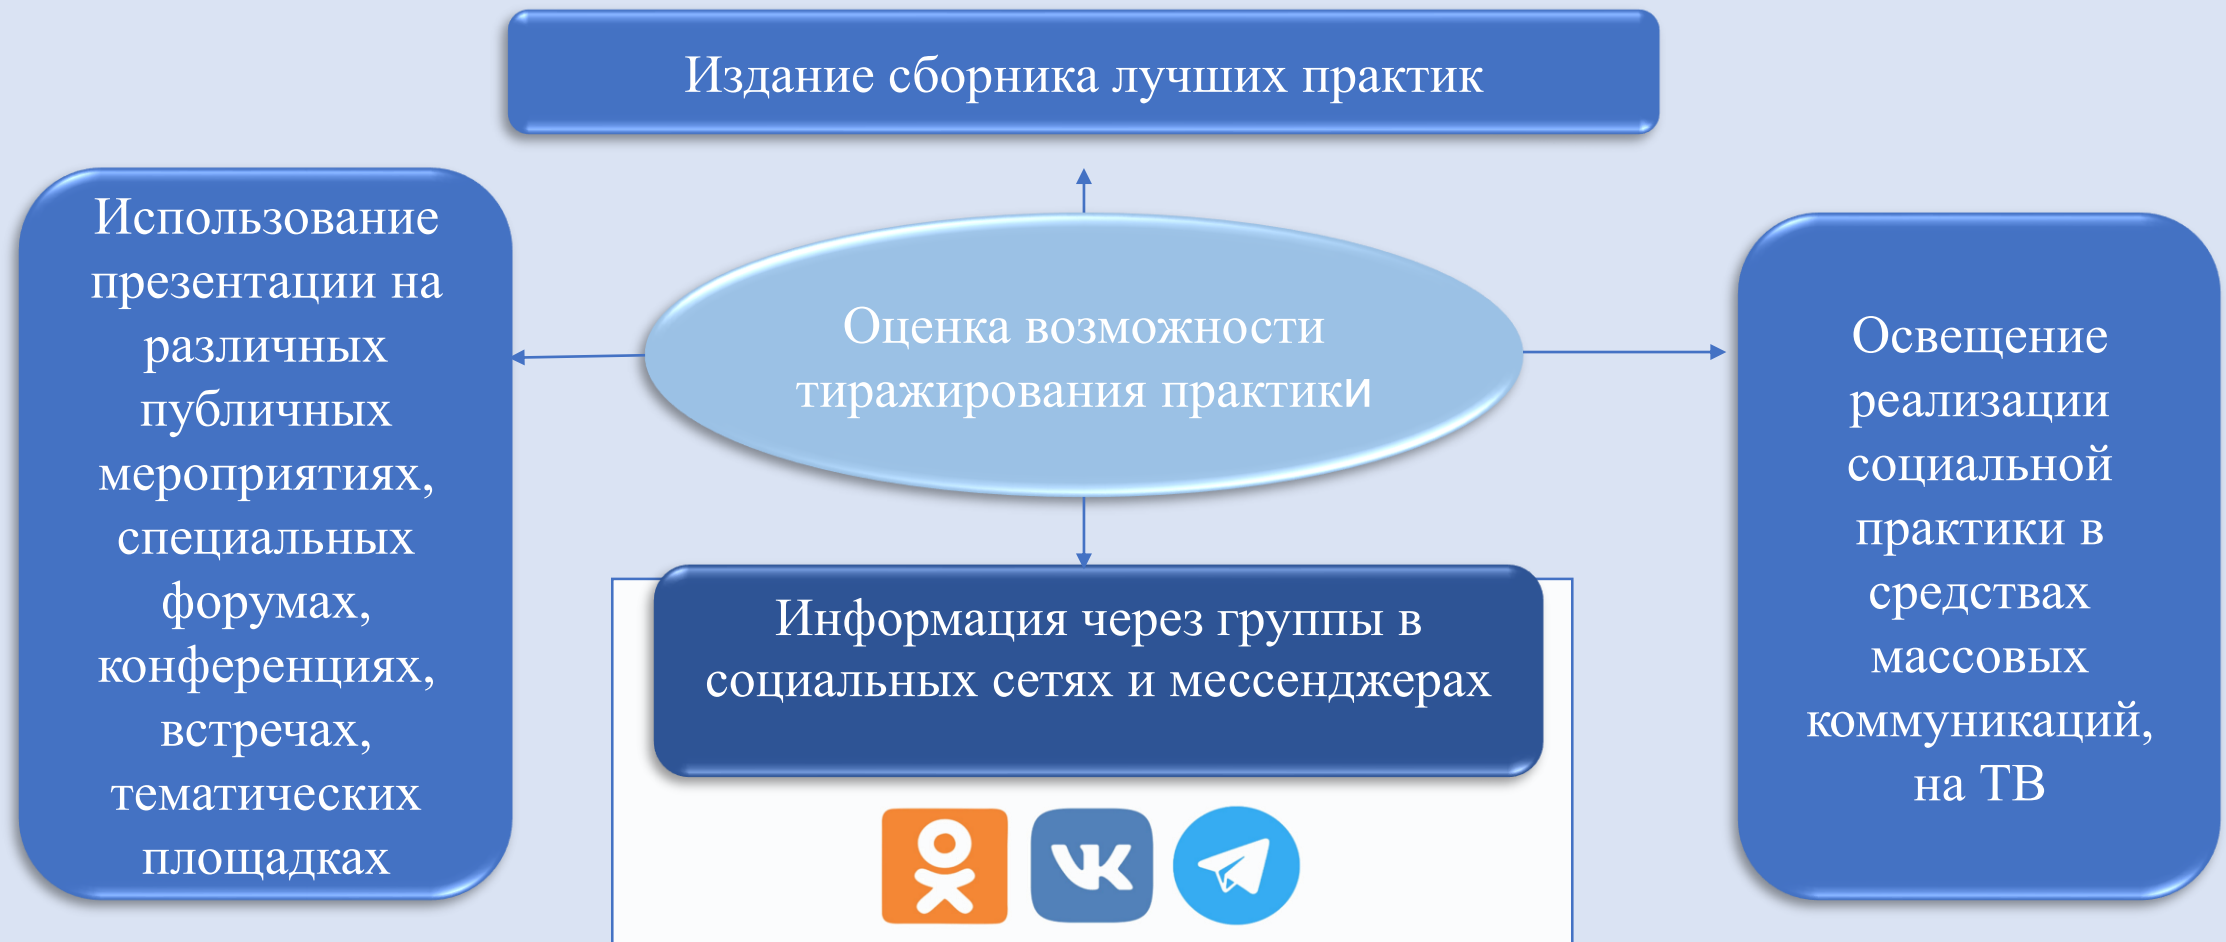 Издание сборника лучших практик
Использование
презентации на
различных
публичных
мероприятиях,
специальных
форумах,
конференциях,
встречах,
тематических
площадках
Оценка возможности
тиражирования практики
Освещение
реализации
социальной
практики в
средствах
массовых
коммуникаций,
на ТВ
Информация через группы в
социальных сетях и мессенджерах
VK